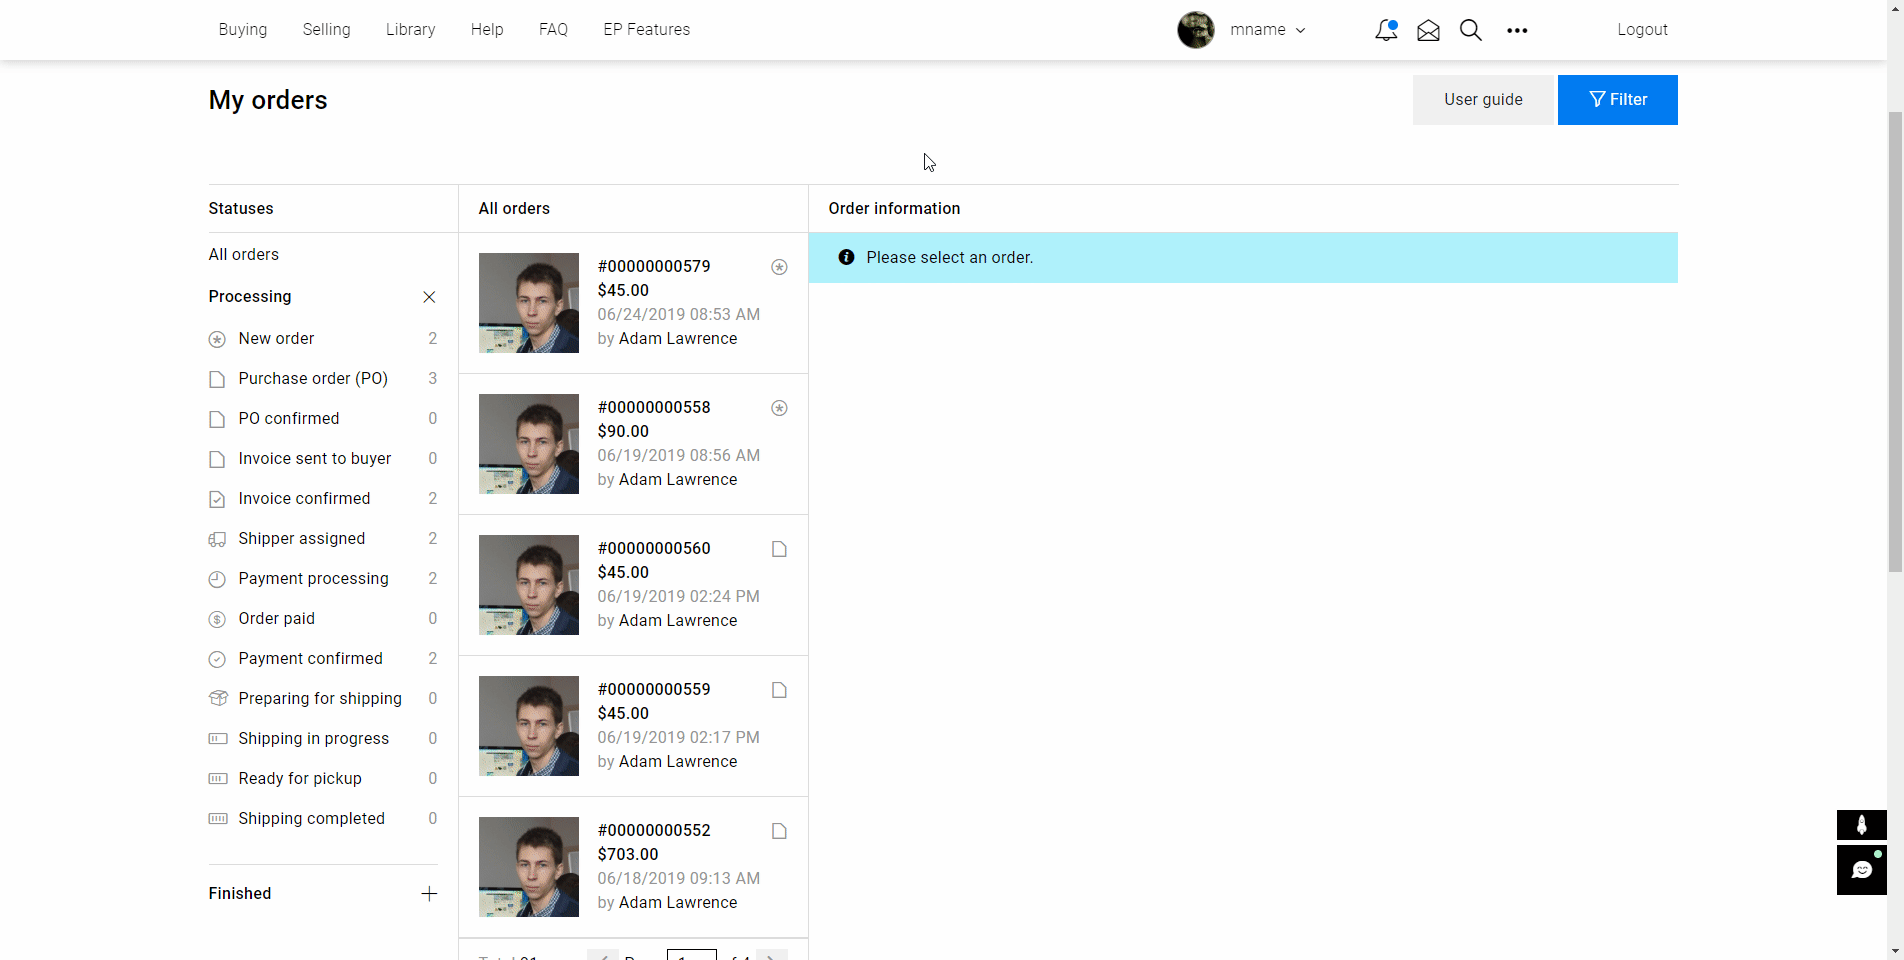 Buying Selling Library Help FAQ EP Features mname Logout
My orders
User guide
Filter
Statuses
All orders
Processing
New order 2
Purchase order (PO) 3
PO confirmed 0
Invoice sent to buyer 0
Invoice confirmed 2
Shipper assigned 2
Payment processing 2
Order paid 0
Payment confirmed 2
Preparing for shipping 0
Shipping in progress 0
Ready for pickup 0
Shipping completed 0
Finished
All orders
#00000000579
$45.00
06/24/2019 08:53 AM
by Adam Lawrence
#00000000558
$90.00
06/19/2019 08:56 AM
by Adam Lawrence
#00000000560
$45.00
06/19/2019 02:24 PM
by Adam Lawrence
#00000000559
$45.00
06/19/2019 02:17 PM
by Adam Lawrence
#00000000552
$703.00
06/18/2019 09:13 AM
by Adam Lawrence
Order information
Please select an order.